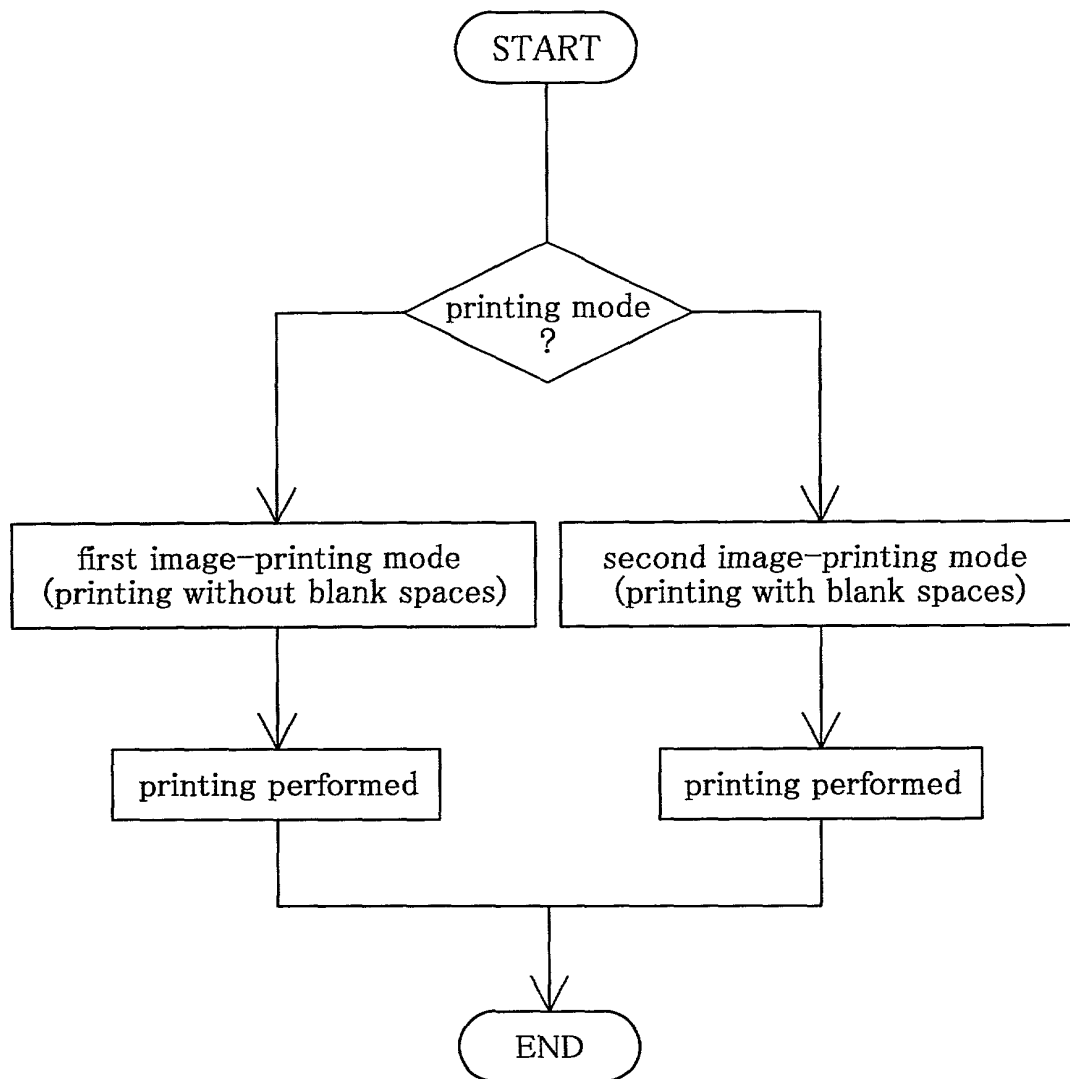 START
printing mode
?
first image-printing mode
(printing without blank spaces)
second image-printing mode
(printing with blank spaces)
printing performed
printing performed
END